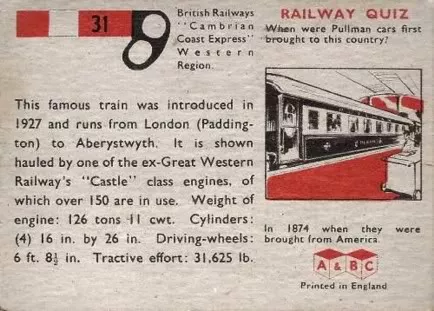 31
British Railways
"Cambrian
Coast Express"
Western
Region.
This famous train was introduced in
1927 and runs from London (Padding-
ton) to Aberystwyth. It is shown
hauled by one of the ex-Great Western
Railway's "Castle" class engines, of
which over 150 are in use. Weight of
engine: 126 tons 11 cwt. Cylinders:
(4) 16 in. by 26 in. Driving-wheels:
6 ft. 8½ in. Tractive effort: 31,625 lb.
RAILWAY QUIZ
When were Pullman cars first
brought to this country?
In 1874 when they were
brought from America.
A & B C
Printed in England